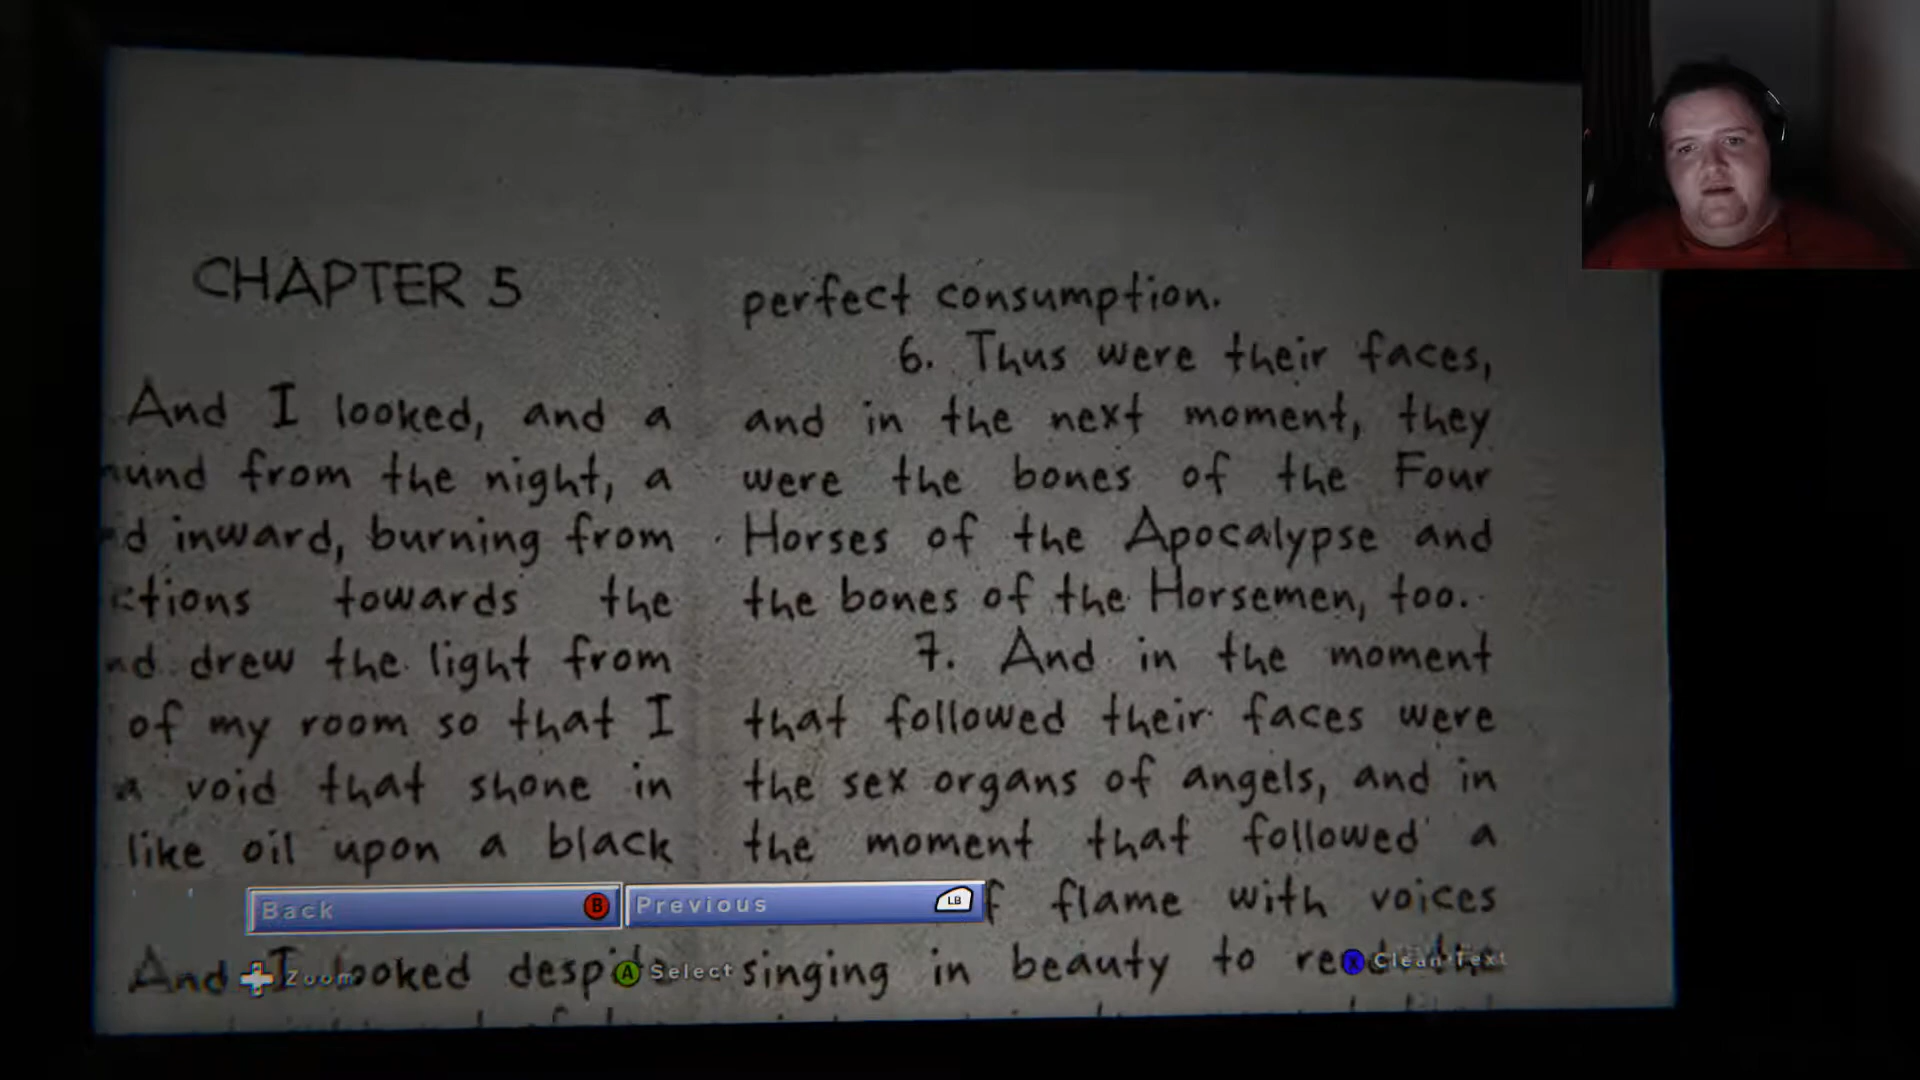 CHAPTER 5
And I looked, and a
from the night, a
inward, burning from
towards the
drew the light from
of my room so that I
void that shone in
like oil upon a black
And I looked
perfect consumption.
6. Thus were their faces,
and in the next moment, they
were the bones of the Four
Horses of the Apocalypse and
the bones of the Horsemen, too.
7. And in the moment
that followed their faces were
the sex organs of angels, and in
the moment that followed a
flame with voices
singing in beauty to
Back B
Previous LB
Zoom
A Select
X Clean Text